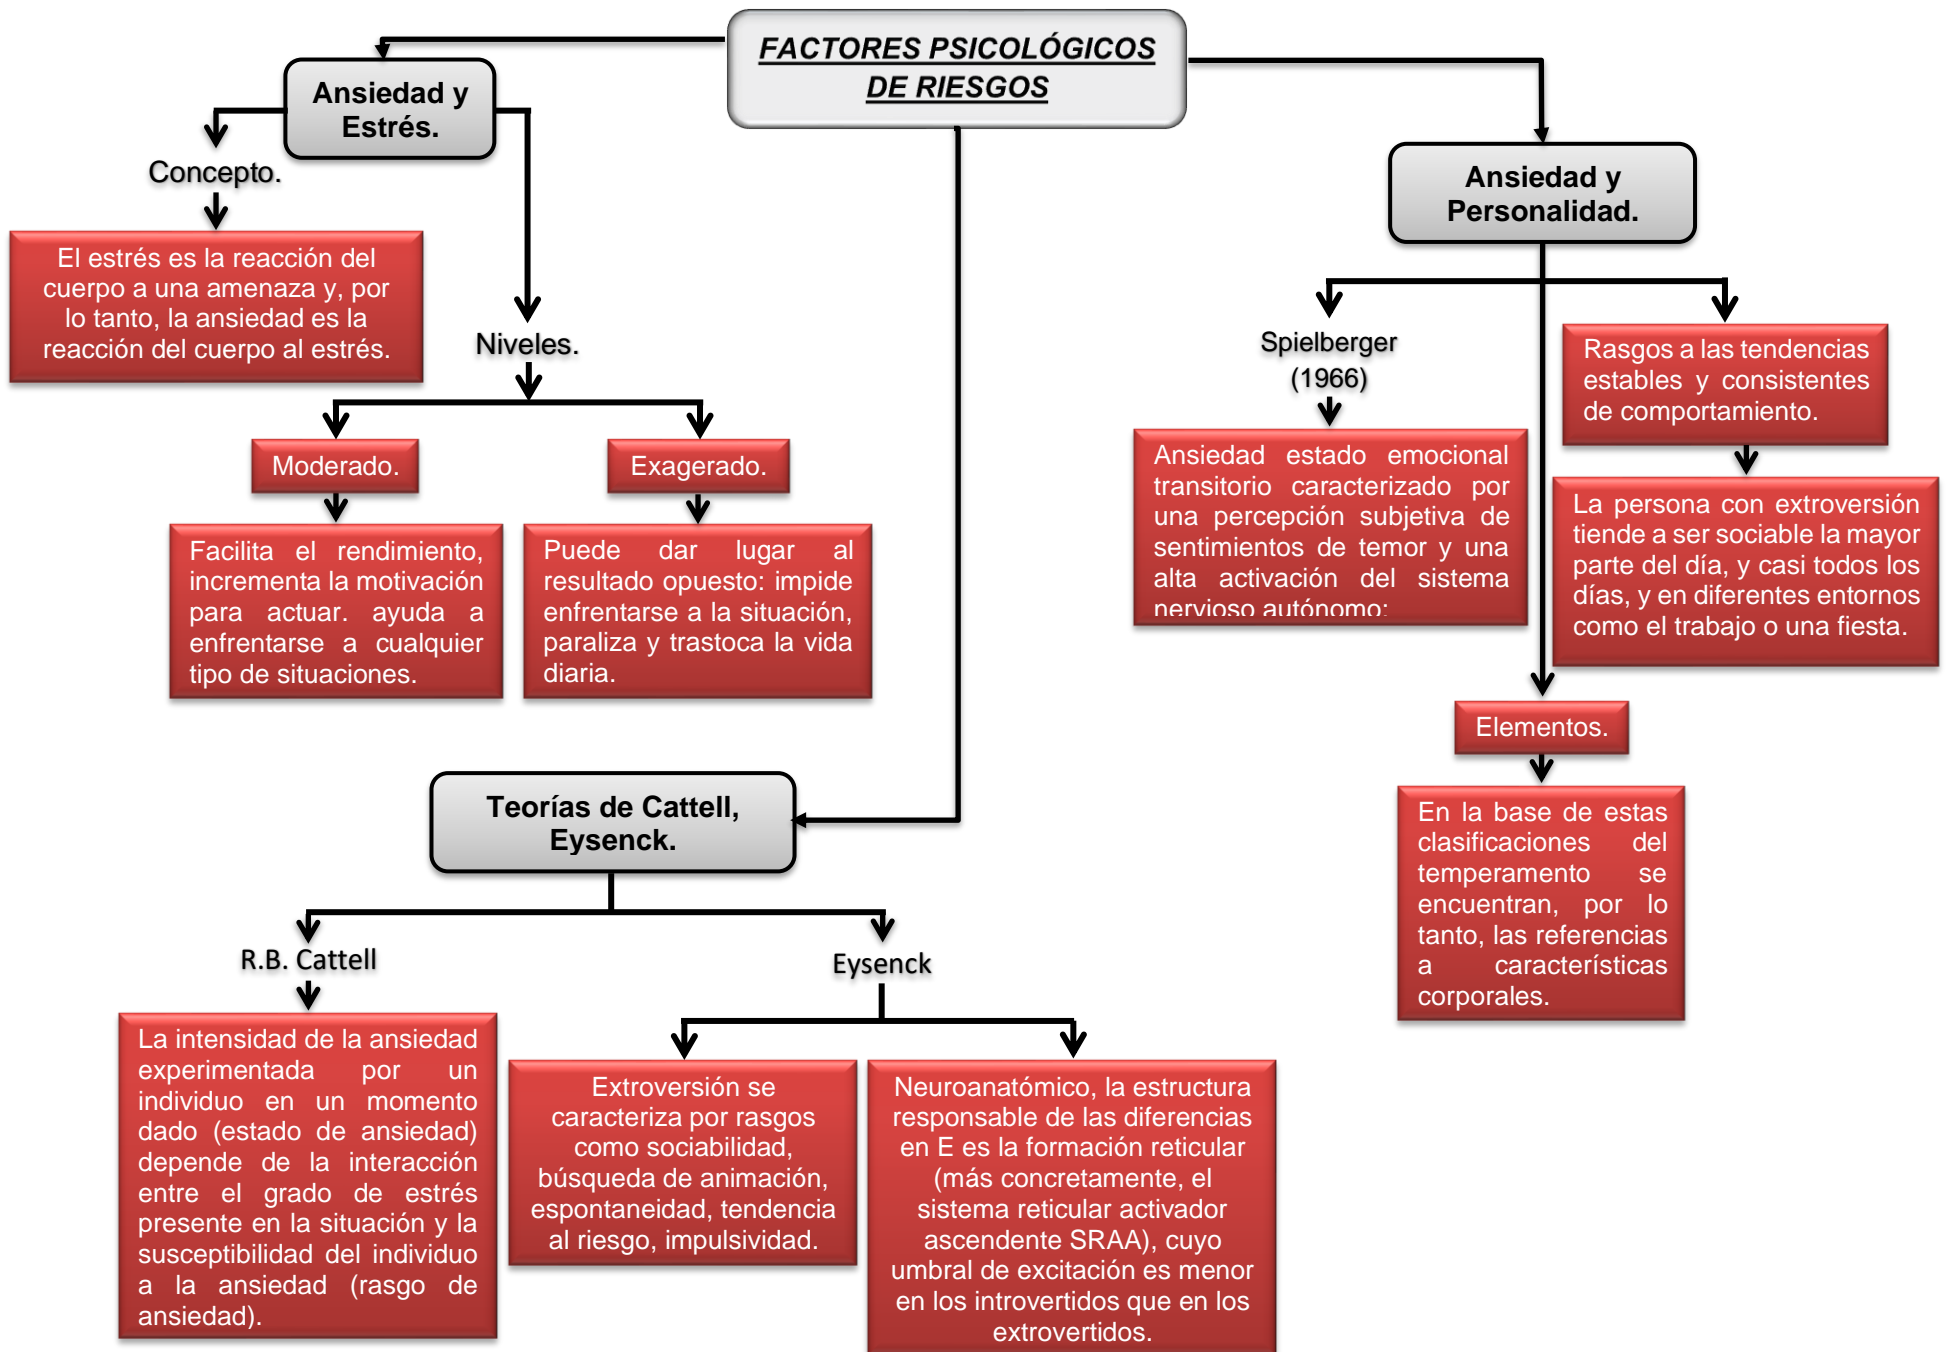 FACTORES PSICOLÓGICOS
DE RIESGOS
Ansiedad y
Estrés.
Concepto.
El estrés es la reacción del
cuerpo a una amenaza y, por
lo tanto, la ansiedad es la
reacción del cuerpo al estrés.
Niveles.
Moderado.
Facilita el rendimiento,
incrementa la motivación
para actuar. ayuda a
enfrentarse a cualquier
tipo de situaciones.
Exagerado.
Puede dar lugar al
resultado opuesto: impide
enfrentarse a la situación,
paraliza y trastoca la vida
diaria.
Ansiedad y
Personalidad.
Spielberger
(1966)
Ansiedad estado emocional
transitorio caracterizado por
una percepción subjetiva de
sentimientos de temor y una
alta activación del sistema
nervioso autónomo:
Rasgos a las tendencias
estables y consistentes
de comportamiento.
La persona con extroversión
tiende a ser sociable la mayor
parte del día, y casi todos los
días, y en diferentes entornos
como el trabajo o una fiesta.
Elementos.
En la base de estas
clasificaciones del
temperamento se
encuentran, por lo
tanto, las referencias
a características
corporales.
Teorías de Cattell,
Eysenck.
R.B. Cattell
La intensidad de la ansiedad
experimentada por un
individuo en un momento
dado (estado de ansiedad)
depende de la interacción
entre el grado de estrés
presente en la situación y la
susceptibilidad del individuo
a la ansiedad (rasgo de
ansiedad).
Eysenck
Extroversión se
caracteriza por rasgos
como sociabilidad,
búsqueda de animación,
espontaneidad, tendencia
al riesgo, impulsividad.
Neuroanatómico, la estructura
responsable de las diferencias
en E es la formación reticular
(más concretamente, el
sistema reticular activador
ascendente SRAA), cuyo
umbral de excitación es menor
en los introvertidos que en los
extrovertidos.